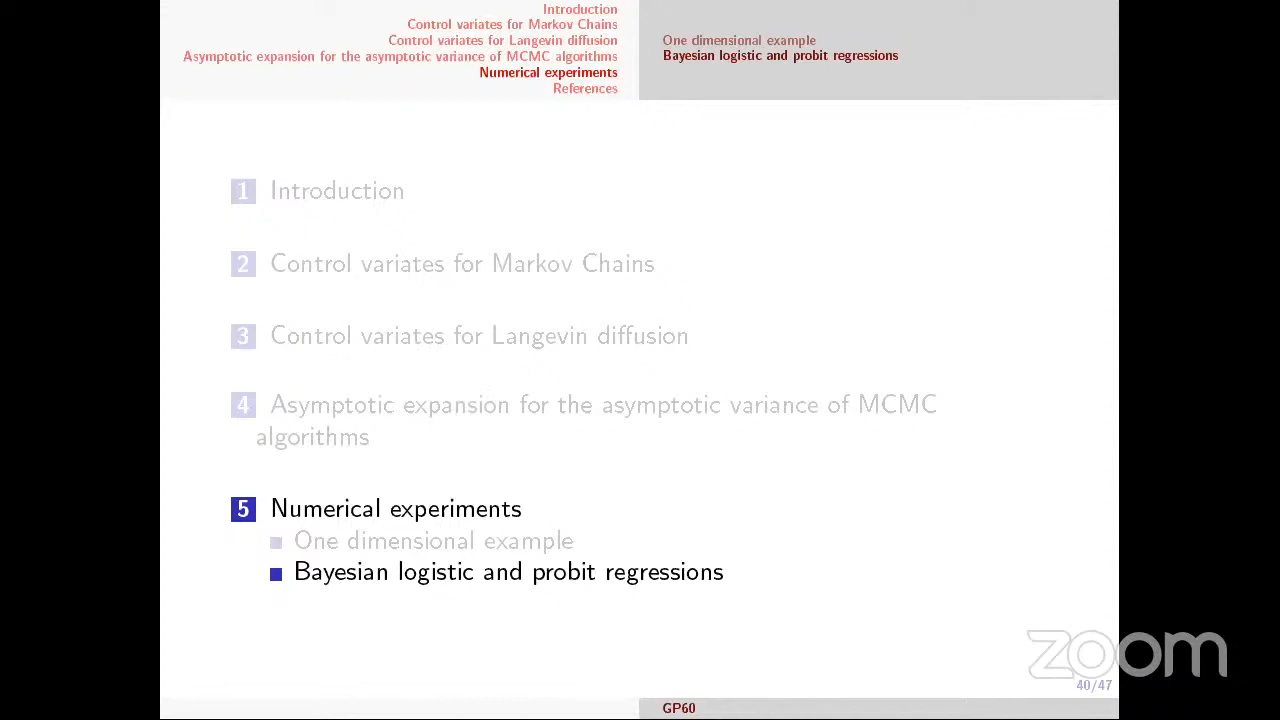 Introduction
Control variates for Markov Chains
Control variates for Langevin diffusion
Asymptotic expansion for the asymptotic variance of MCMC algorithms
Numerical experiments
References
One dimensional example
Bayesian logistic and probit regressions
1 Introduction
2 Control variates for Markov Chains
3 Control variates for Langevin diffusion
4 Asymptotic expansion for the asymptotic variance of MCMC
algorithms
5 Numerical experiments
One dimensional example
Bayesian logistic and probit regressions
zoom
40/47
GP60